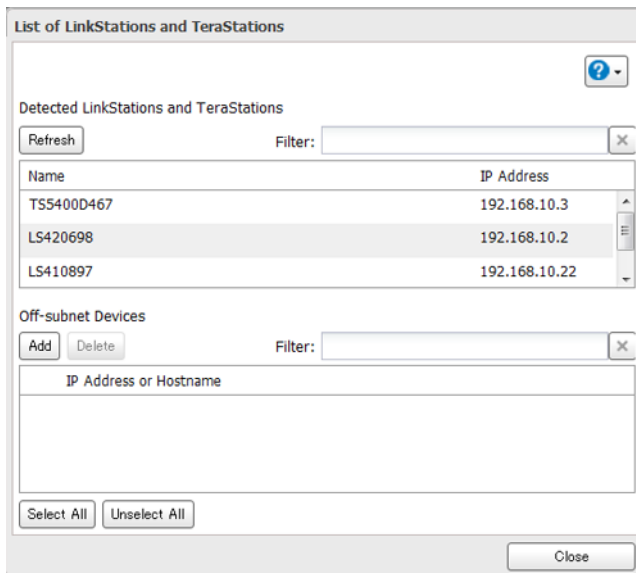 List of LinkStations and TeraStations
?
Detected LinkStations and TeraStations
Refresh Filter:
Name IP Address
TS5400D467 192.168.10.3
LS420698 192.168.10.2
LS410897 192.168.10.22
Off-subnet Devices
Add Delete Filter:
IP Address or Hostname
Select All Unselect All
Close